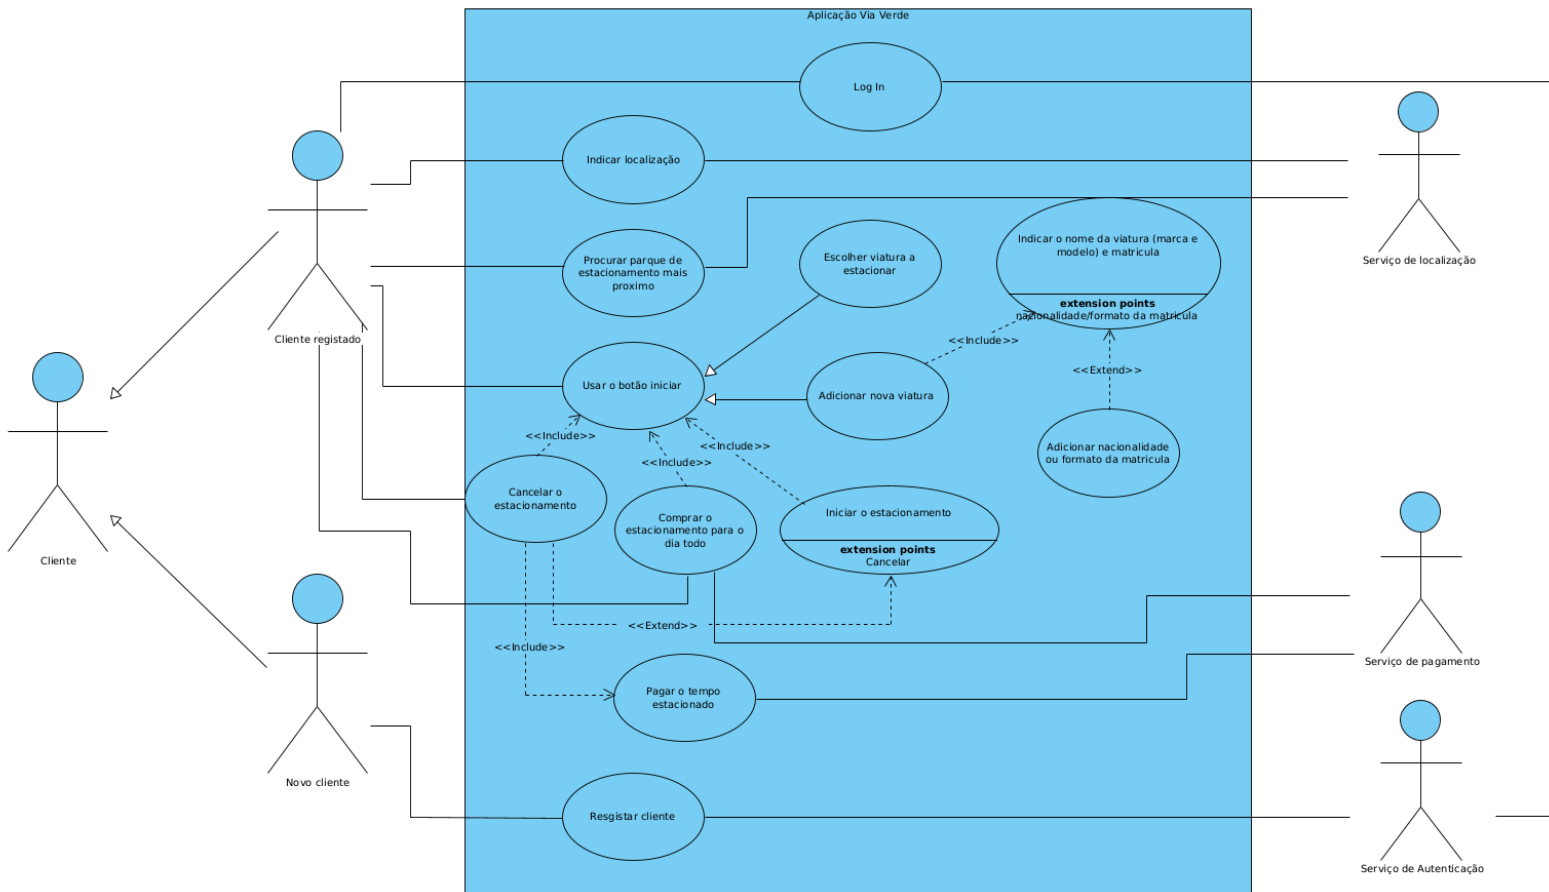 Aplicação Via Verde
Log In
Indicar localização
Procurar parque de
estacionamento mais
proximo
Escolher viatura a
estacionar
Indicar o nome da viatura (marca e
modelo) e matricula
extension points
nacionalidade/formato da matricula
Serviço de localização
Cliente registado
<<Include>>
Usar o botão iniciar
Adicionar nova viatura
<<Extend>>
<<Include>>
<<Include>>
<<Include>>
Adicionar nacionalidade
ou formato da matricula
Cancelar o
estacionamento
Comprar o
estacionamento para o
dia todo
Iniciar o estacionamento
extension points
Cancelar
Cliente
<<Extend>>
<<Include>>
Serviço de pagamento
Pagar o tempo
estacionado
Novo cliente
Resgistar cliente
Serviço de Autenticação